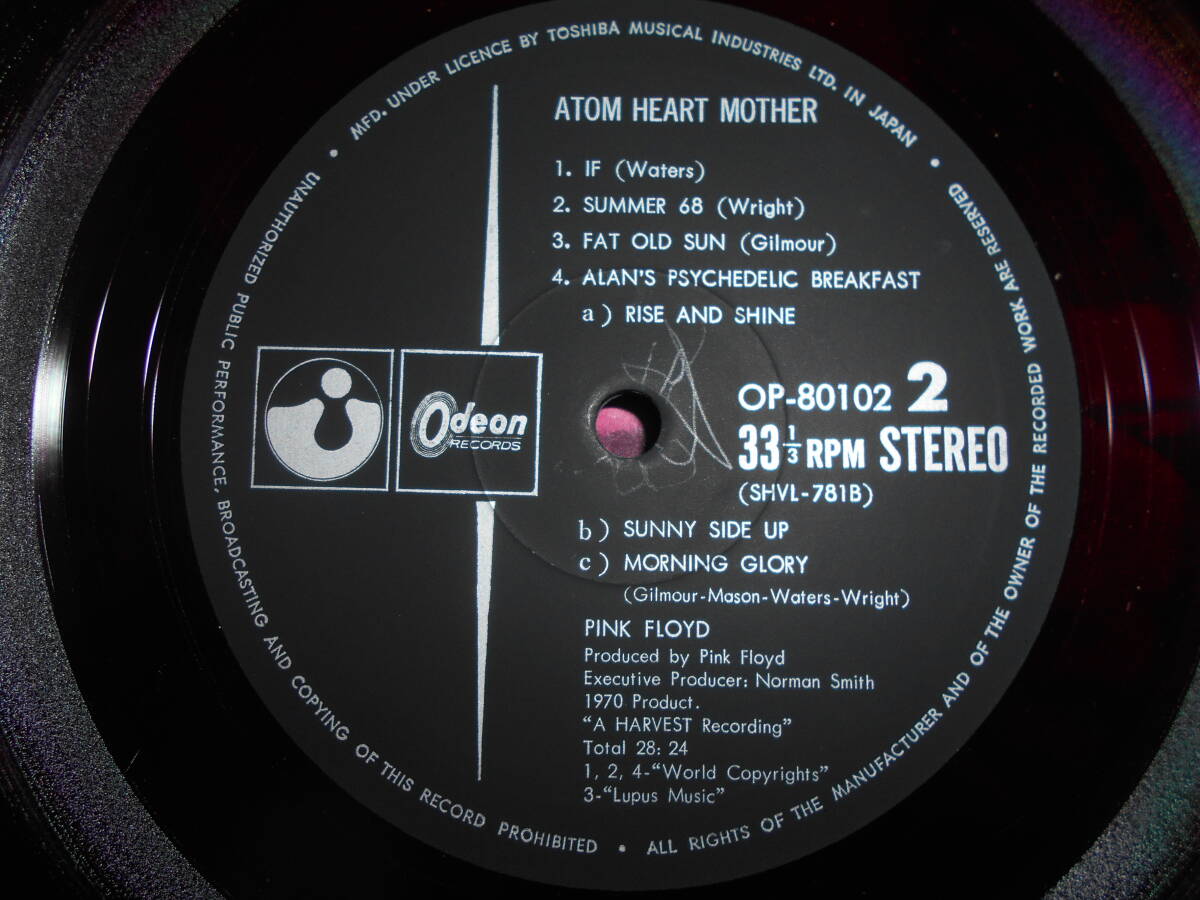 MFD. UNDER LICENCE BY TOSHIBA MUSICAL INDUSTRIES LTD. IN JAPAN •
ATOM HEART MOTHER
1. IF (Waters)
2. SUMMER 68 (Wright)
3. FAT OLD SUN (Gilmour)
4. ALAN'S PSYCHEDELIC BREAKFAST
a) RISE AND SHINE
Odeon
RECORDS
OP-80102 2
33 1/3 RPM STEREO
(SHVL-781B)
b) SUNNY SIDE UP
c) MORNING GLORY
(Gilmour-Mason-Waters-Wright)
PINK FLOYD
Produced by Pink Floyd
Executive Producer: Norman Smith
1970 Product.
"A HARVEST Recording"
Total 28: 24
1, 2, 4-"World Copyrights"
3-"Lupus Music"
ALL RIGHTS OF THE MANUFACTURER AND OF THE OWNER OF THE RECORDED WORK ARE RESERVED •
UNAUTHORIZED PUBLIC PERFORMANCE, BROADCASTING AND COPYING OF THIS RECORD PROHIBITED •